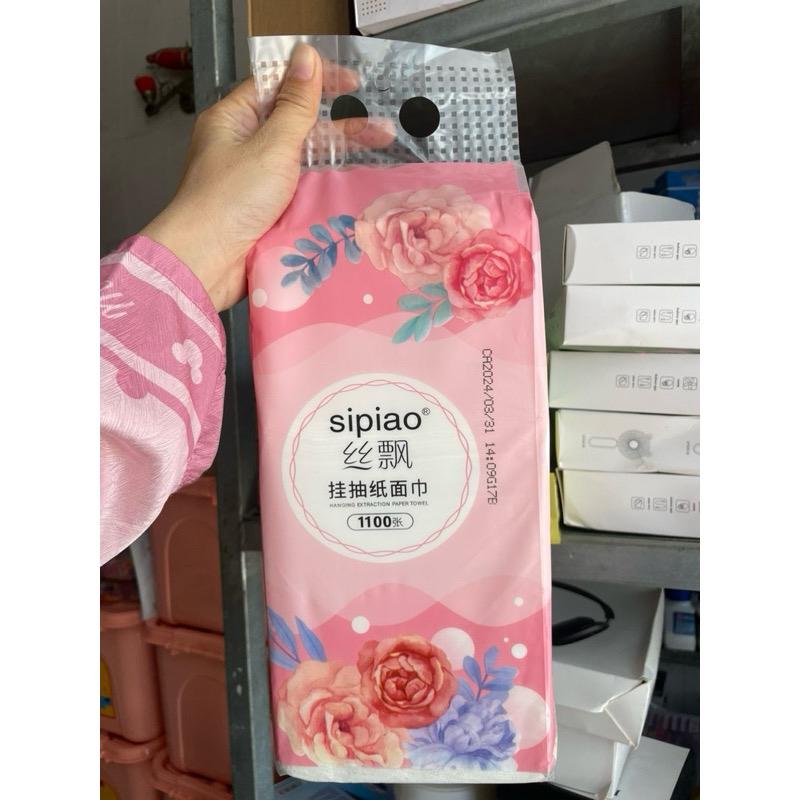 sipiao®
丝飘
挂抽纸面巾
HANGING EXTRACTION PAPER TOWEL
1100张
CA2024/03/31 14:09G17B